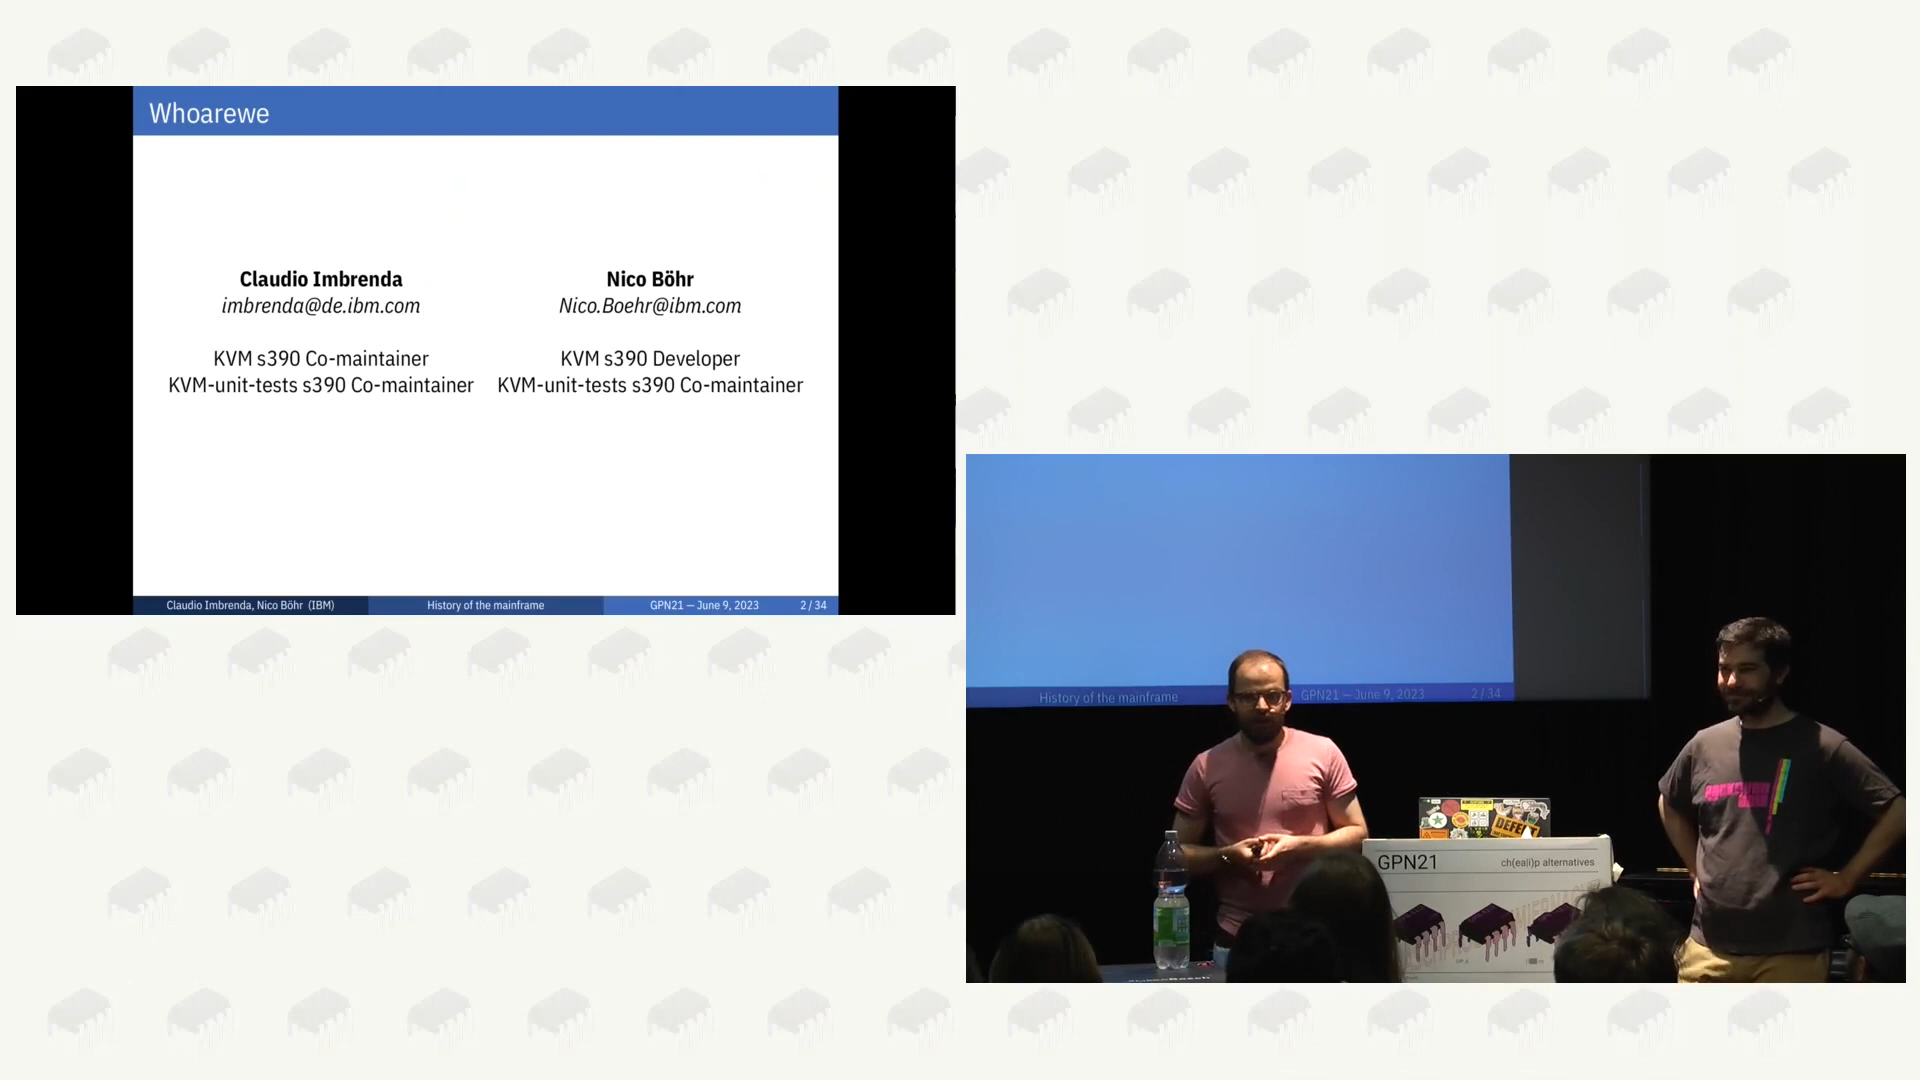 Whoarewe
Claudio Imbrenda
imbrenda@de.ibm.com
KVM s390 Co-maintainer
KVM-unit-tests s390 Co-maintainer
Nico Böhr
Nico.Boehr@ibm.com
KVM s390 Developer
KVM-unit-tests s390 Co-maintainer
Claudio Imbrenda, Nico Böhr (IBM)
History of the mainframe
GPN21 — June 9, 2023
2 / 34
History of the mainframe
GPN21 — June 9, 2023
2 / 34
DEFEAT
GPN21
ch(eal)i)p alternatives